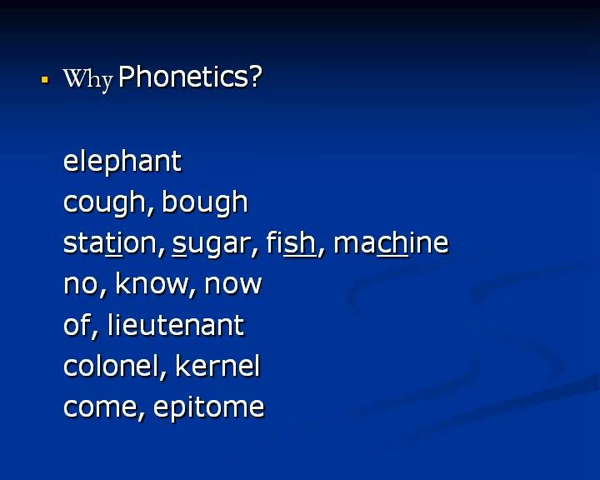 Why Phonetics?
elephant
cough, bough
station, sugar, fish, machine
no, know, now
of, lieutenant
colonel, kernel
come, epitome